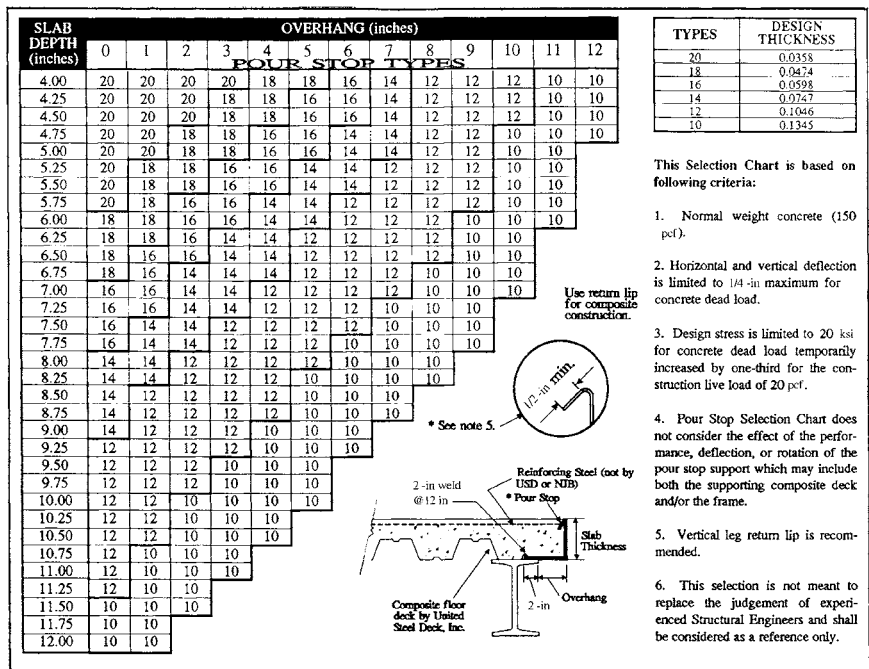 SLAB DEPTH (inches) OVERHANG (inches)
0 1 2 3 4 5 6 7 8 9 10 11 12
POUR STOP TYPES
4.00 20 20 20 20 18 18 16 14 12 12 12 10 10
4.25 20 20 20 18 18 16 16 14 12 12 12 10 10
4.50 20 20 20 18 18 16 16 14 12 12 12 10 10
4.75 20 20 18 18 16 16 14 14 12 12 10 10 10
5.00 20 20 18 18 16 16 14 14 12 12 10 10
5.25 20 18 18 16 16 14 14 12 12 12 10 10
5.50 20 18 18 16 16 14 14 12 12 12 10 10
5.75 20 18 16 16 14 14 12 12 12 12 10 10
6.00 18 18 16 16 14 14 12 12 12 10 10 10
6.25 18 18 16 14 14 12 12 12 12 10 10
6.50 18 16 16 14 14 12 12 12 12 10 10
6.75 18 16 14 14 14 12 12 12 10 10 10
7.00 16 16 14 14 12 12 12 12 10 10 10
7.25 16 16 14 14 12 12 12 10 10 10
7.50 16 14 14 12 12 12 12 10 10 10
7.75 16 14 14 12 12 12 10 10 10 10
8.00 14 14 12 12 12 12 10 10 10
8.25 14 14 12 12 12 10 10 10 10
8.50 14 12 12 12 12 10 10 10
8.75 14 12 12 12 12 10 10 10
9.00 14 12 12 12 10 10 10
9.25 12 12 12 12 10 10 10
9.50 12 12 12 10 10 10
9.75 12 12 12 10 10 10
10.00 12 12 10 10 10 10
10.25 12 12 10 10 10
10.50 12 12 10 10 10
10.75 12 10 10 10
11.00 12 10 10 10
11.25 12 10 10
11.50 10 10 10
11.75 10 10
12.00 10 10
Use return lip
for composite
construction.
1/2 -in min.
* See note 5.
Reinforcing Steel (not by
USD or NJB)
2 -in weld
@12 in
* Pour Stop
Slab
Thickness
Composite floor
deck by United
Steel Deck, Inc.
2 -in
Overhang
TYPES DESIGN THICKNESS
20 0.0358
18 0.0474
16 0.0598
14 0.0747
12 0.1046
10 0.1345
This Selection Chart is based on
following criteria:
1. Normal weight concrete (150
pcf).
2. Horizontal and vertical deflection
is limited to 1/4 -in maximum for
concrete dead load.
3. Design stress is limited to 20 ksi
for concrete dead load temporarily
increased by one-third for the con-
struction live load of 20 pcf.
4. Pour Stop Selection Chart does
not consider the effect of the perfor-
mance, deflection, or rotation of the
pour stop support which may include
both the supporting composite deck
and/or the frame.
5. Vertical leg return lip is recom-
mended.
6. This selection is not meant to
replace the judgement of experi-
enced Structural Engineers and shall
be considered as a reference only.